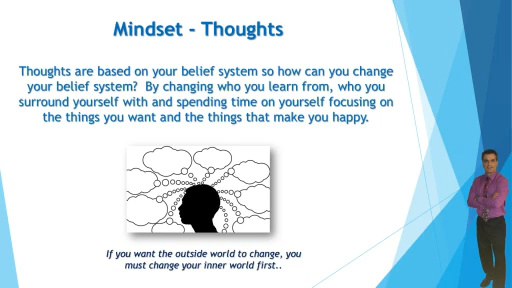 Mindset - Thoughts
Thoughts are based on your belief system so how can you change
your belief system?  By changing who you learn from, who you
surround yourself with and spending time on yourself focusing on
the things you want and the things that make you happy.
If you want the outside world to change, you
must change your inner world first..